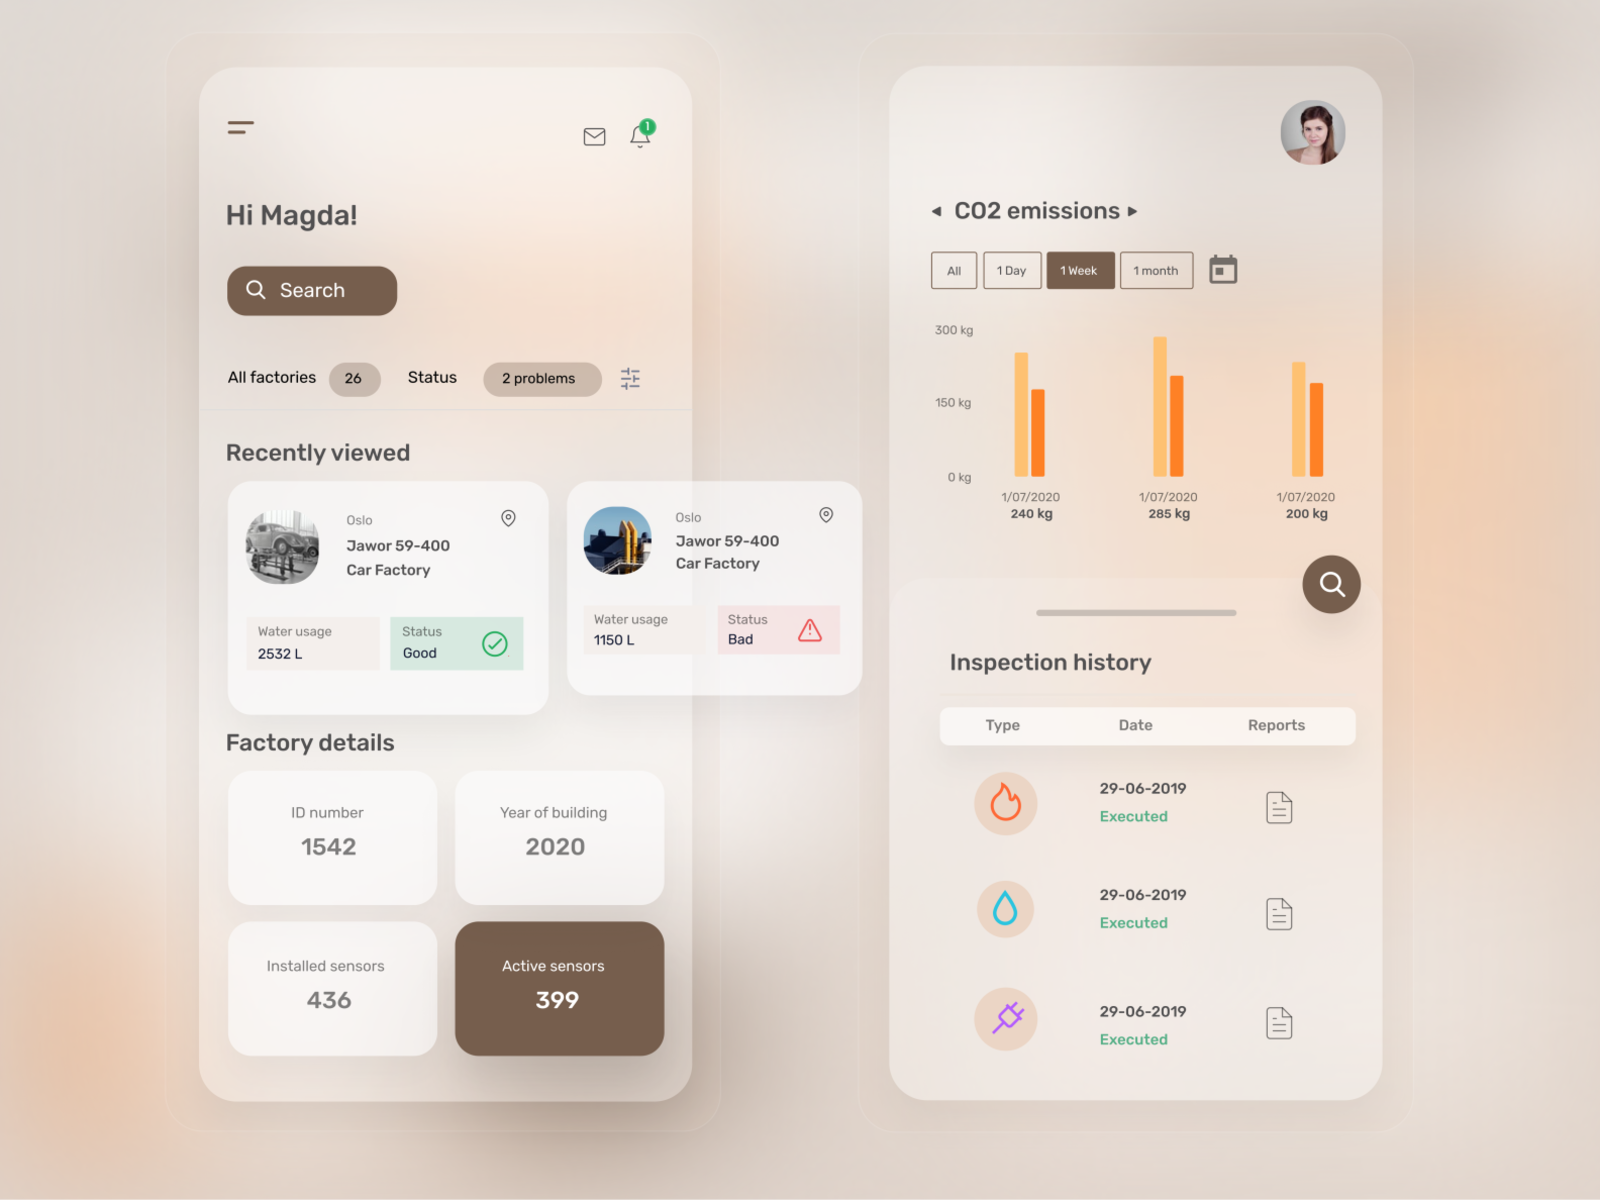 1
Hi Magda!
Search
All factories 26 Status 2 problems
Recently viewed
Oslo
Jawor 59-400
Car Factory
Water usage
2532 L
Status
Good
Oslo
Jawor 59-400
Car Factory
Water usage
1150 L
Status
Bad
Factory details
ID number
1542
Year of building
2020
Installed sensors
436
Active sensors
399
CO2 emissions
All 1 Day 1 Week 1 month
300 kg
150 kg
0 kg
1/07/2020
240 kg
1/07/2020
285 kg
1/07/2020
200 kg
Inspection history
Type Date Reports
29-06-2019
Executed
29-06-2019
Executed
29-06-2019
Executed